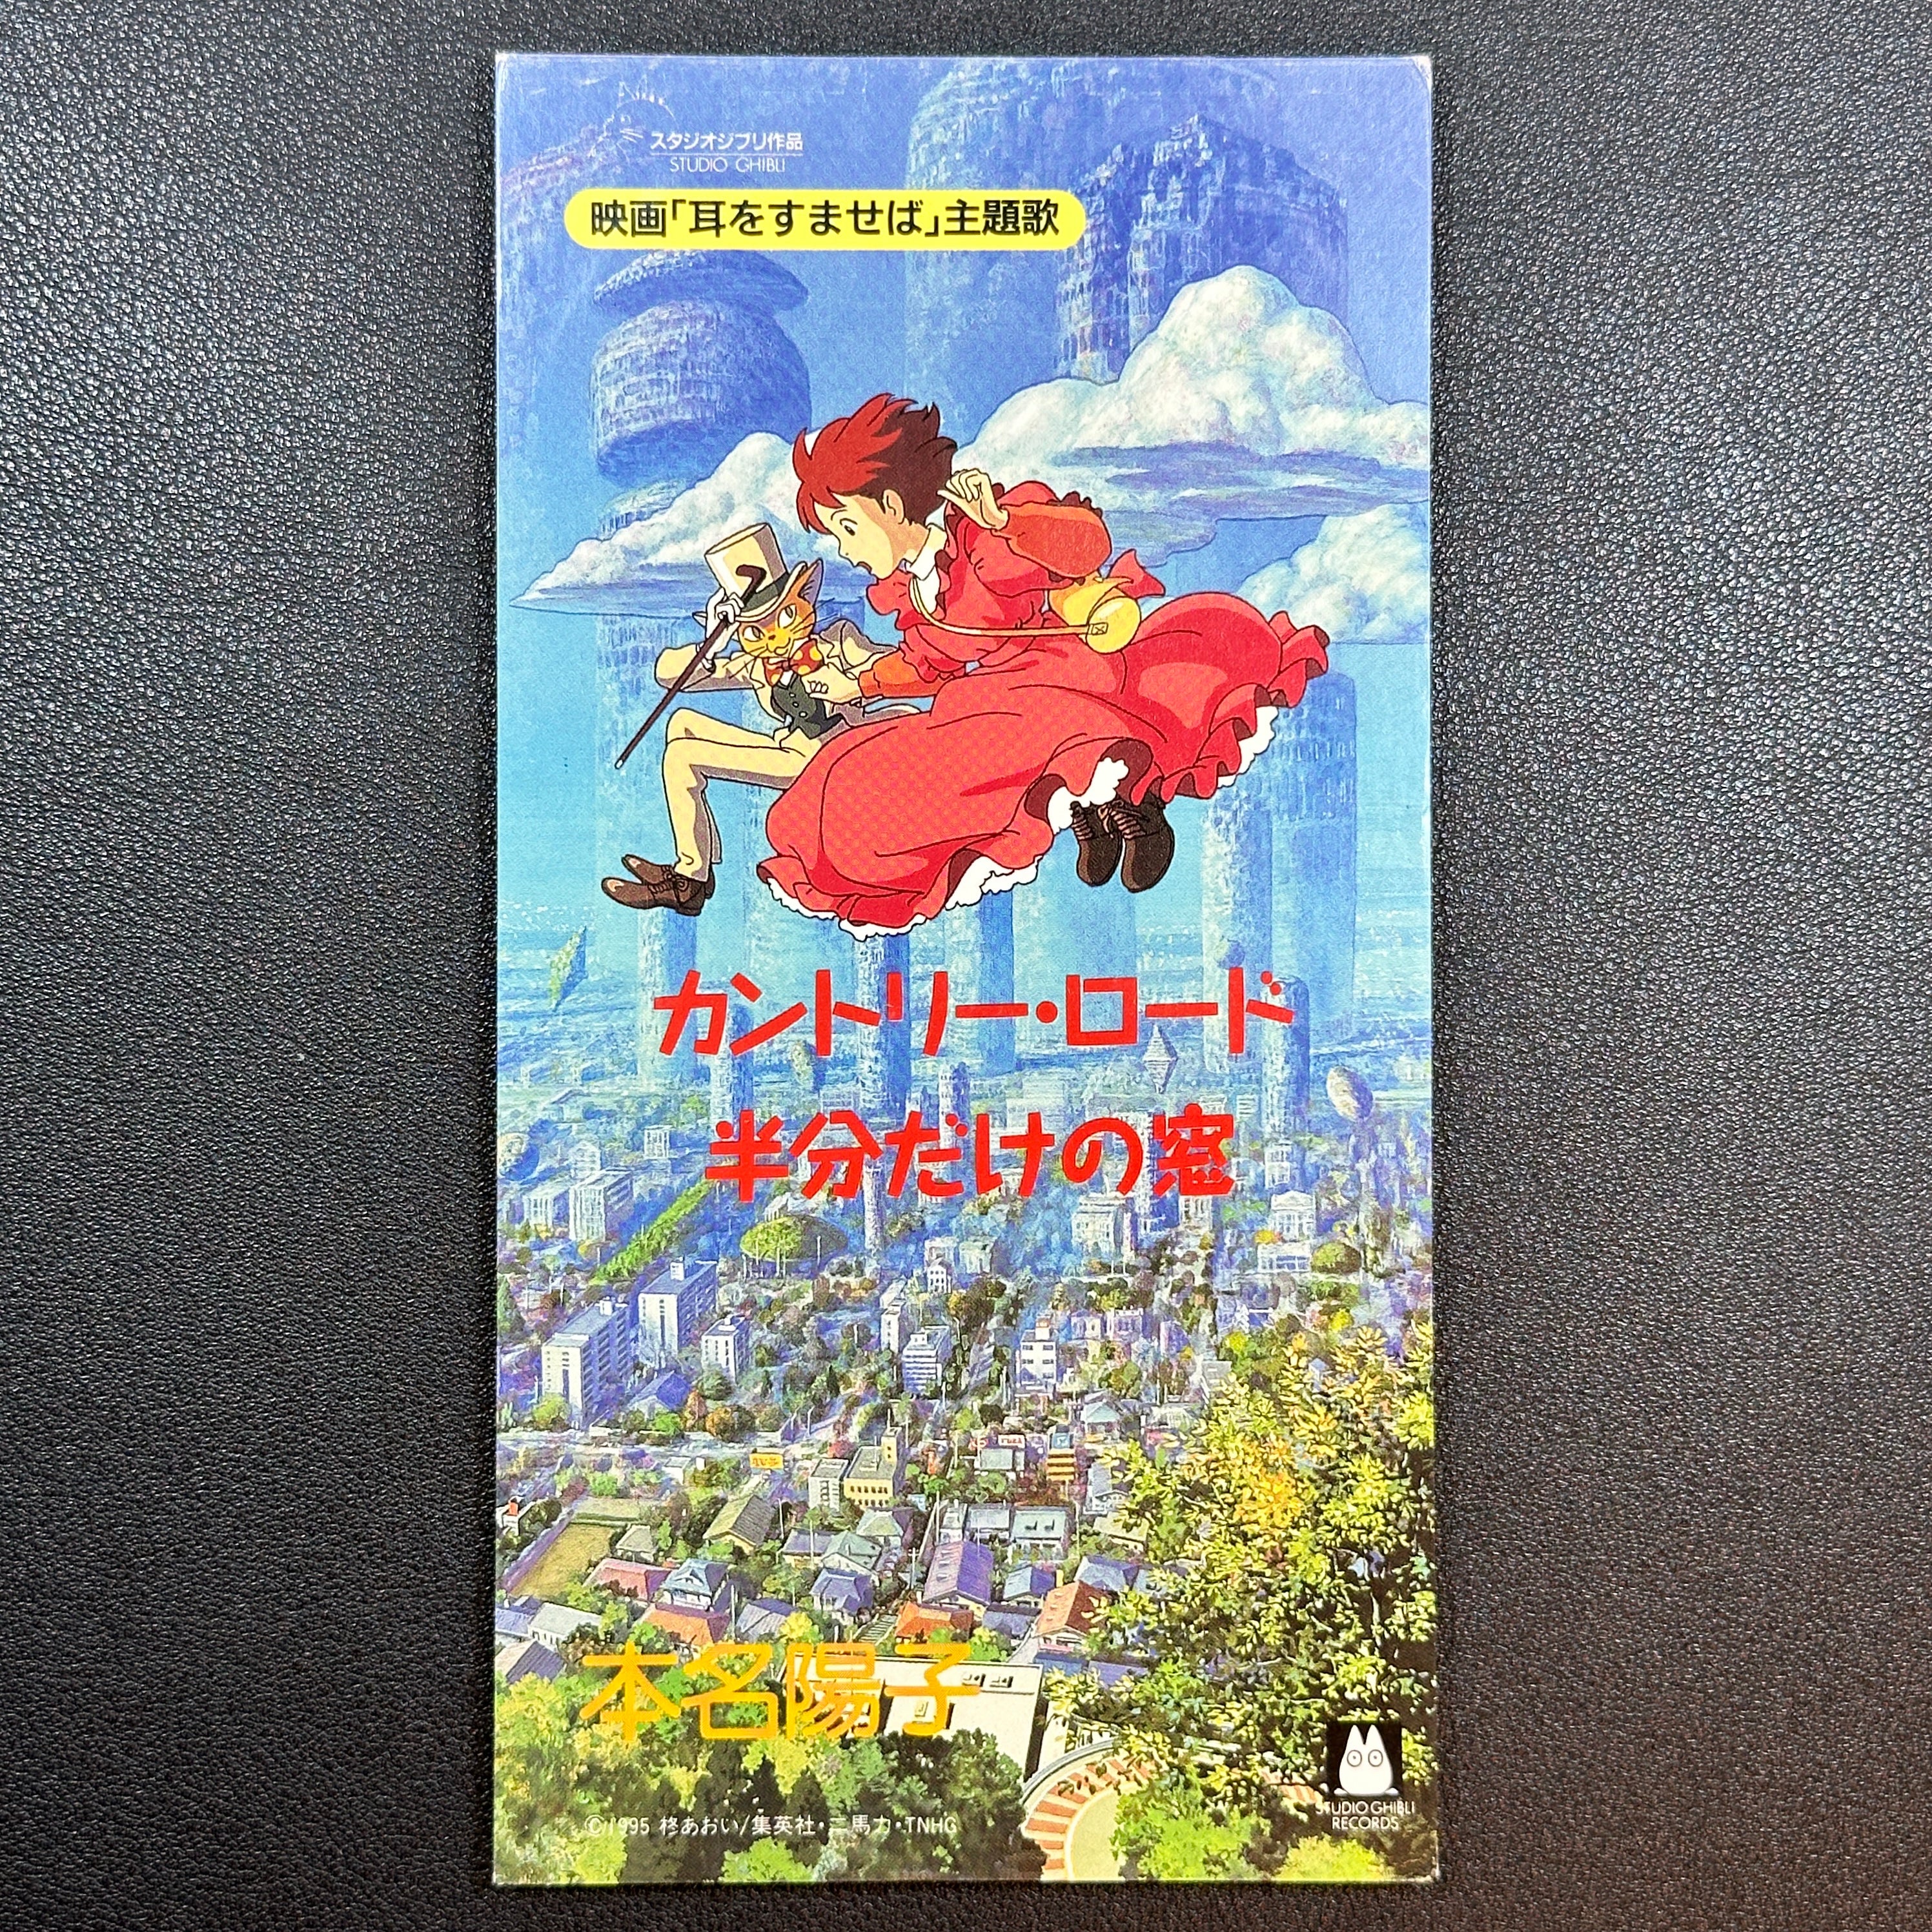 スタジオジブリ作品
STUDIO GHIBLI
映画「耳をすませば」主題歌
カントリー・ロード
半分だけの窓
本名陽子
STUDIO GHIBLI
RECORDS
©1995 柊あおい/集英社・二馬力・TNHG